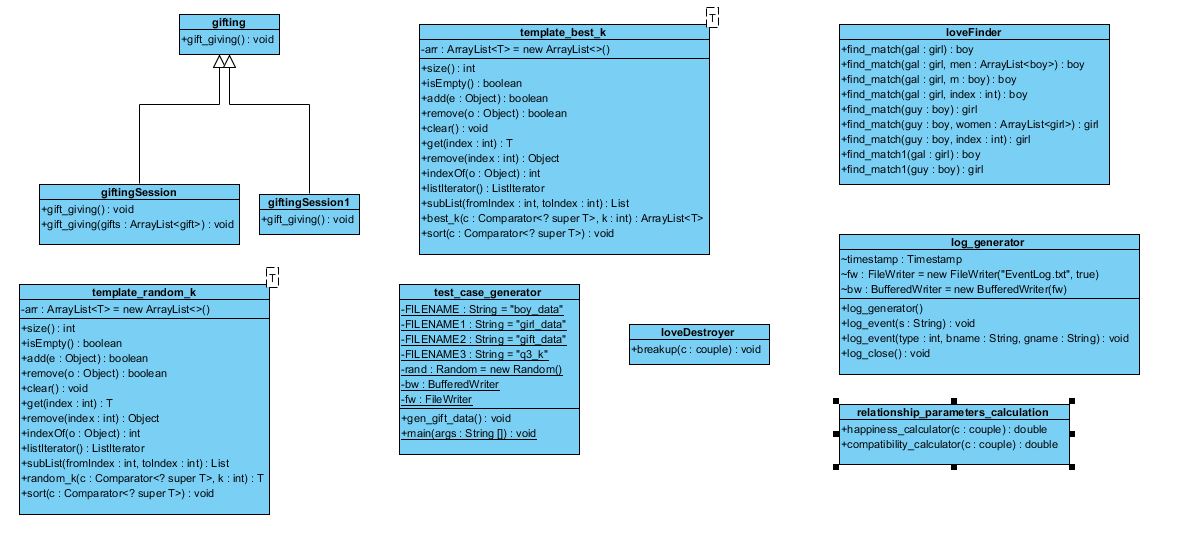 gifting
+gift_giving() : void
giftingSession
+gift_giving() : void
+gift_giving(gifts : ArrayList<gift>) : void
giftingSession1
+gift_giving() : void
T
template_best_k
-arr : ArrayList<T> = new ArrayList<>()
+size() : int
+isEmpty() : boolean
+add(e : Object) : boolean
+remove(o : Object) : boolean
+clear() : void
+get(index : int) : T
+remove(index : int) : Object
+indexOf(o : Object) : int
+listIterator() : ListIterator
+subList(fromIndex : int, toIndex : int) : List
+best_k(c : Comparator<? super T>, k : int) : ArrayList<T>
+sort(c : Comparator<? super T>) : void
loveFinder
+find_match(gal : girl) : boy
+find_match(gal : girl, men : ArrayList<boy>) : boy
+find_match(gal : girl, m : boy) : boy
+find_match(gal : girl, index : int) : boy
+find_match(guy : boy) : girl
+find_match(guy : boy, women : ArrayList<girl>) : girl
+find_match(guy : boy, index : int) : girl
+find_match1(gal : girl) : boy
+find_match1(guy : boy) : girl
T
template_random_k
-arr : ArrayList<T> = new ArrayList<>()
+size() : int
+isEmpty() : boolean
+add(e : Object) : boolean
+remove(o : Object) : boolean
+clear() : void
+get(index : int) : T
+remove(index : int) : Object
+indexOf(o : Object) : int
+listIterator() : ListIterator
+subList(fromIndex : int, toIndex : int) : List
+random_k(c : Comparator<? super T>, k : int) : T
+sort(c : Comparator<? super T>) : void
test_case_generator
-FILENAME : String = "boy_data"
-FILENAME1 : String = "girl_data"
-FILENAME2 : String = "gift_data"
-FILENAME3 : String = "q3_k"
-rand : Random = new Random()
-bw : BufferedWriter
-fw : FileWriter
+gen_gift_data() : void
+main(args : String []) : void
loveDestroyer
+breakup(c : couple) : void
log_generator
~timestamp : Timestamp
~fw : FileWriter = new FileWriter("EventLog.txt", true)
~bw : BufferedWriter = new BufferedWriter(fw)
+log_generator()
+log_event(s : String) : void
+log_event(type : int, bname : String, gname : String) : void
+log_close() : void
relationship_parameters_calculation
+happiness_calculator(c : couple) : double
+compatibility_calculator(c : couple) : double